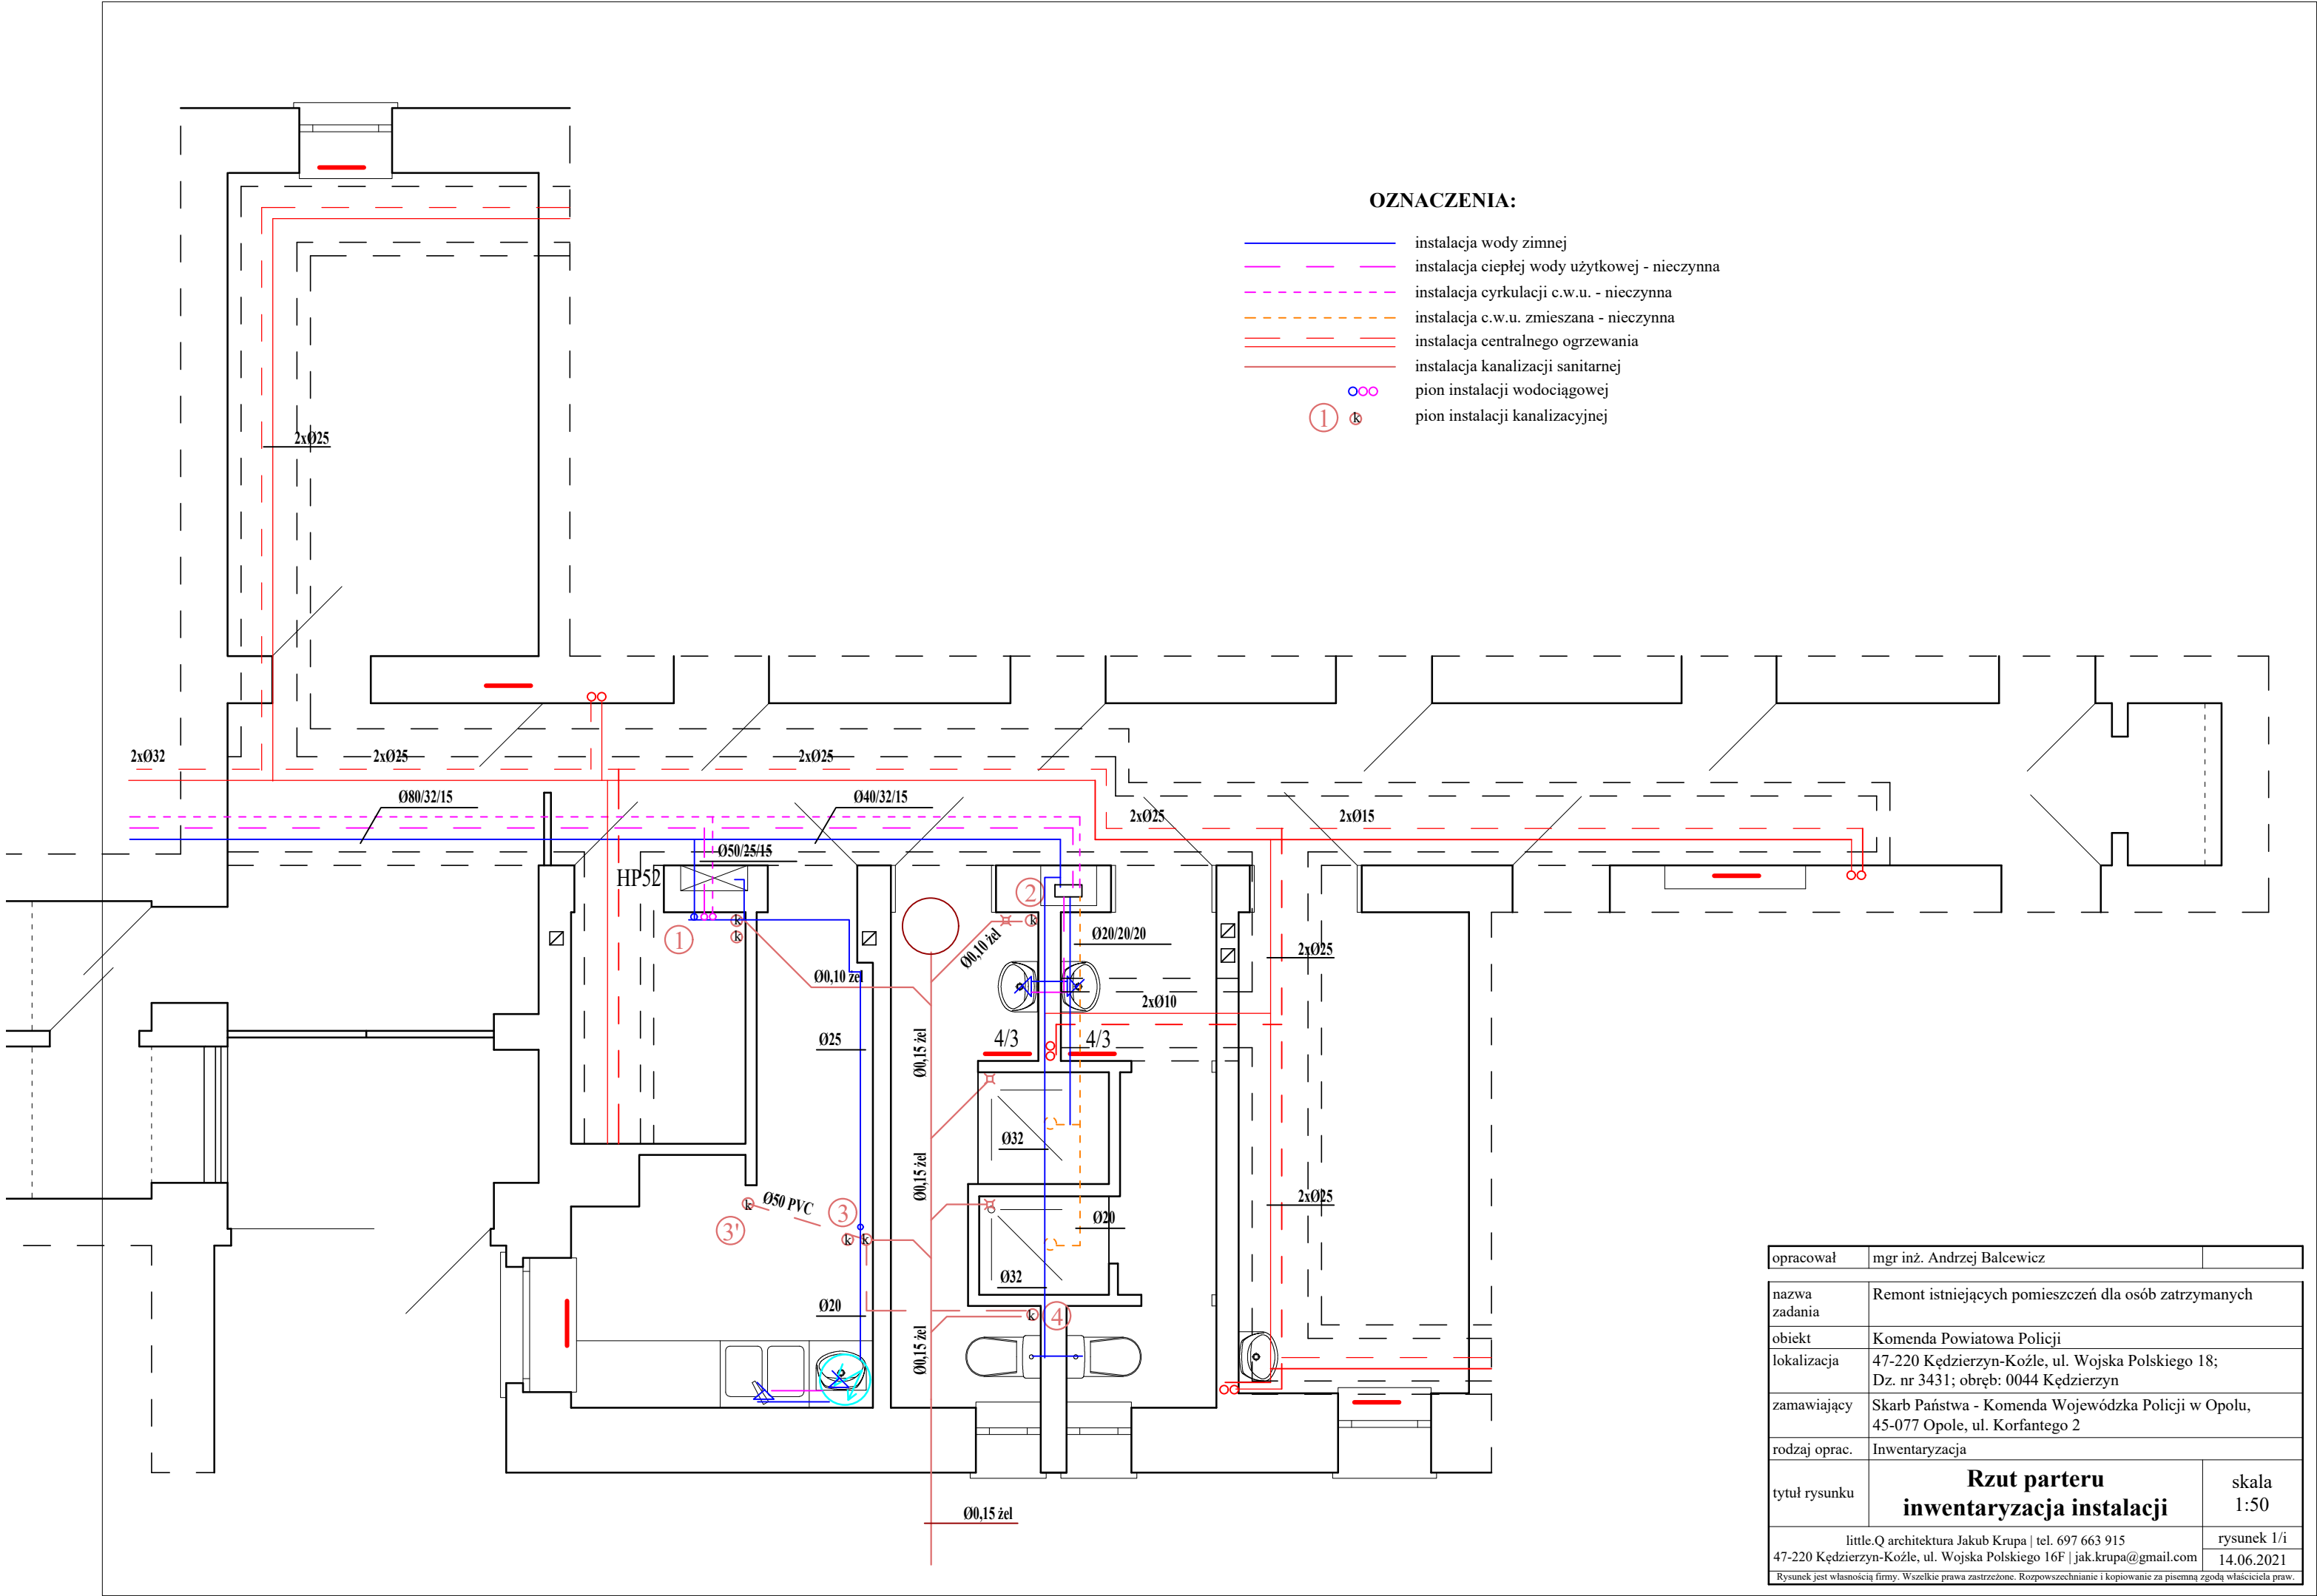 OZNACZENIA:
instalacja wody zimnej
instalacja ciepłej wody użytkowej - nieczynna
instalacja cyrkulacji c.w.u. - nieczynna
instalacja c.w.u. zmieszana - nieczynna
instalacja centralnego ogrzewania
instalacja kanalizacji sanitarnej
pion instalacji wodociągowej
1 k pion instalacji kanalizacyjnej
2xØ25
2xØ32
2xØ25
2xØ25
Ø80/32/15
Ø40/32/15
2xØ25
2xØ15
Ø50/25/15
HP52
2
k
k
k
1
Ø0,10 żel
Ø20/20/20
2xØ25
Ø0,10 żel
2xØ10
Ø25
Ø0,15 żel
4/3
4/3
Ø32
Ø0,15 żel
k
Ø50 PVC
3
3'
k
k
Ø20
2xØ25
Ø32
Ø20
k
4
Ø0,15 żel
Ø0,15 żel
opracował mgr inż. Andrzej Balcewicz
nazwa zadania Remont istniejących pomieszczeń dla osób zatrzymanych
obiekt Komenda Powiatowa Policji
lokalizacja 47-220 Kędzierzyn-Koźle, ul. Wojska Polskiego 18;
Dz. nr 3431; obręb: 0044 Kędzierzyn
zamawiający Skarb Państwa - Komenda Wojewódzka Policji w Opolu,
45-077 Opole, ul. Korfantego 2
rodzaj oprac. Inwentaryzacja
tytuł rysunku Rzut parteru
inwentaryzacja instalacji
skala
1:50
little.Q architektura Jakub Krupa | tel. 697 663 915
47-220 Kędzierzyn-Koźle, ul. Wojska Polskiego 16F | jak.krupa@gmail.com
rysunek 1/i
14.06.2021
Rysunek jest własnością firmy. Wszelkie prawa zastrzeżone. Rozpowszechnianie i kopiowanie za pisemną zgodą właściciela praw.